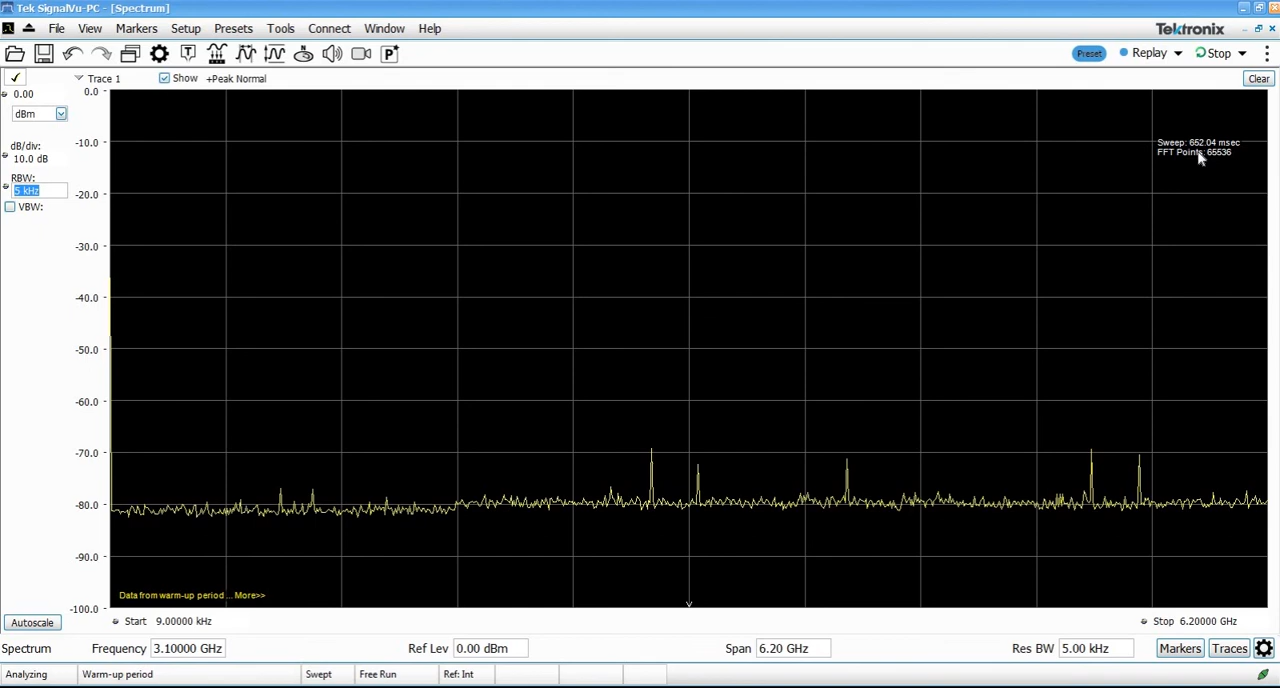 Tek SignalVu-PC - [Spectrum]
File View Markers Setup Presets Tools Connect Window Help
Tektronix
Preset Replay Stop
Trace 1 Show +Peak Normal Clear
0.00
dBm
dB/div:
10.0 dB
RBW:
5 kHz
VBW:
0.0
-10.0
-20.0
-30.0
-40.0
-50.0
-60.0
-70.0
-80.0
-90.0
-100.0
Sweep: 652.04 msec
FFT Points: 65536
Data from warm-up period ... More>>
Autoscale Start 9.00000 kHz Stop 6.20000 GHz
Spectrum Frequency 3.10000 GHz Ref Lev 0.00 dBm Span 6.20 GHz Res BW 5.00 kHz Markers Traces
Analyzing Warm-up period Swept Free Run Ref: Int